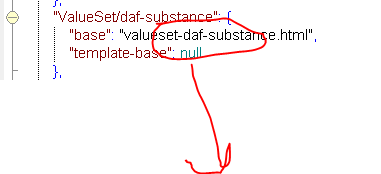 },
"ValueSet/daf-substance": {
"base": "valueset-daf-substance.html",
"template-base": null
},